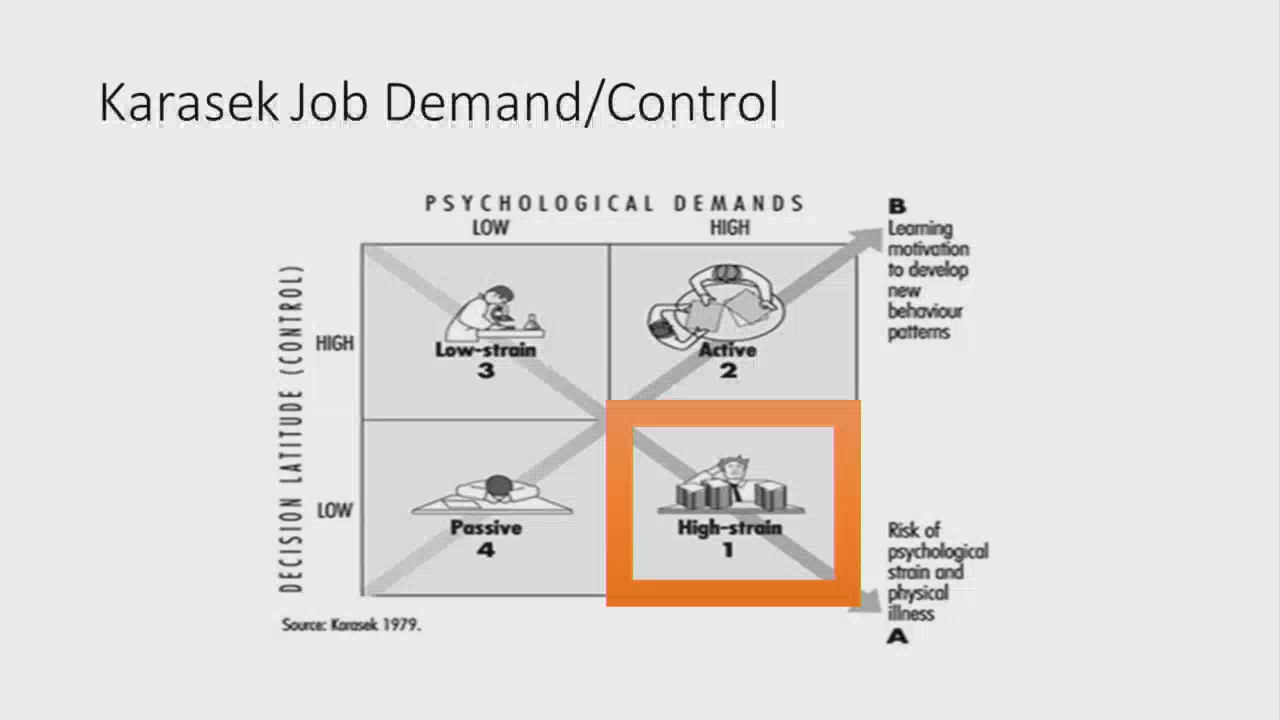 Karasek Job Demand/Control
PSYCHOLOGICAL DEMANDS
LOW
HIGH
DECISION LATITUDE (CONTROL)
HIGH
LOW
Low-strain
3
Active
2
Passive
4
High-strain
1
B
Learning
motivation
to develop
new
behaviour
patterns
Risk of
psychological
strain and
physical
illness
A
Source: Karasek 1979.